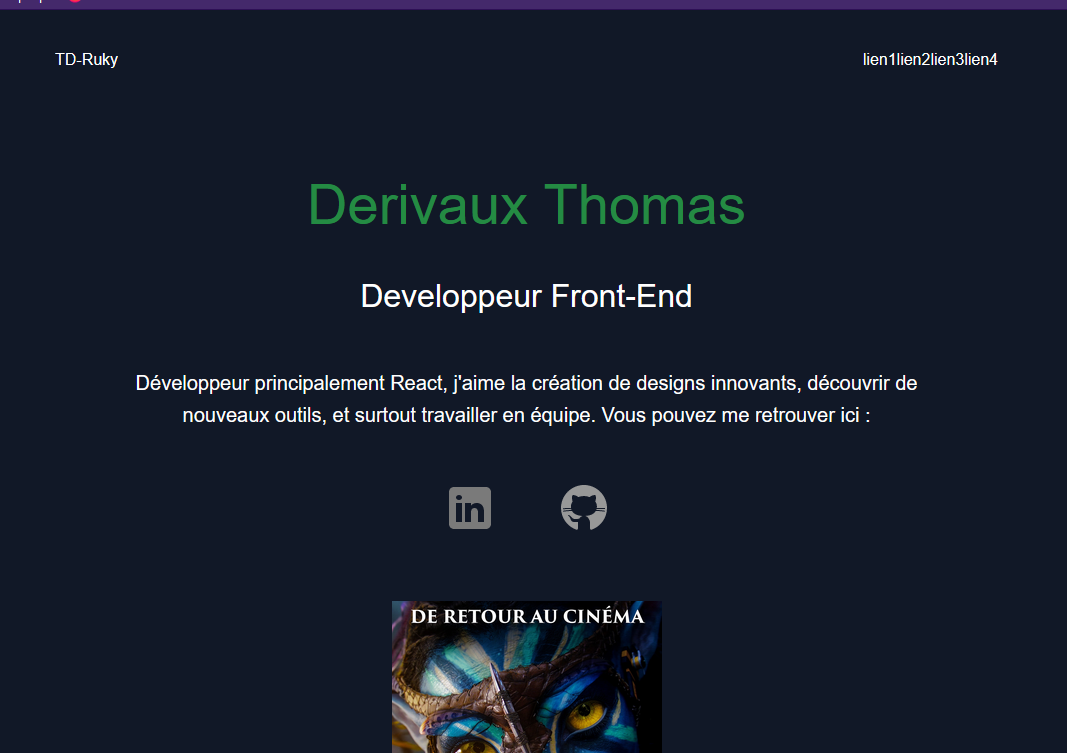 TD-Ruky
lien1lien2lien3lien4
Derivaux Thomas
Developpeur Front-End
Développeur principalement React, j'aime la création de designs innovants, découvrir de
nouveaux outils, et surtout travailler en équipe. Vous pouvez me retrouver ici :
in
DE RETOUR AU CINÉMA